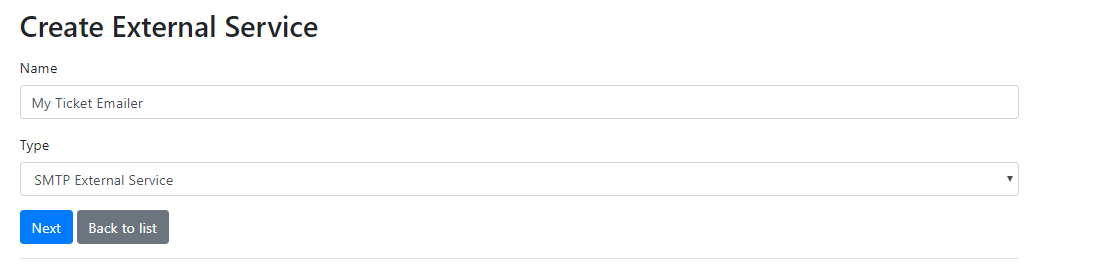 Create External Service
Name
My Ticket Emailer
Type
SMTP External Service
Next Back to list